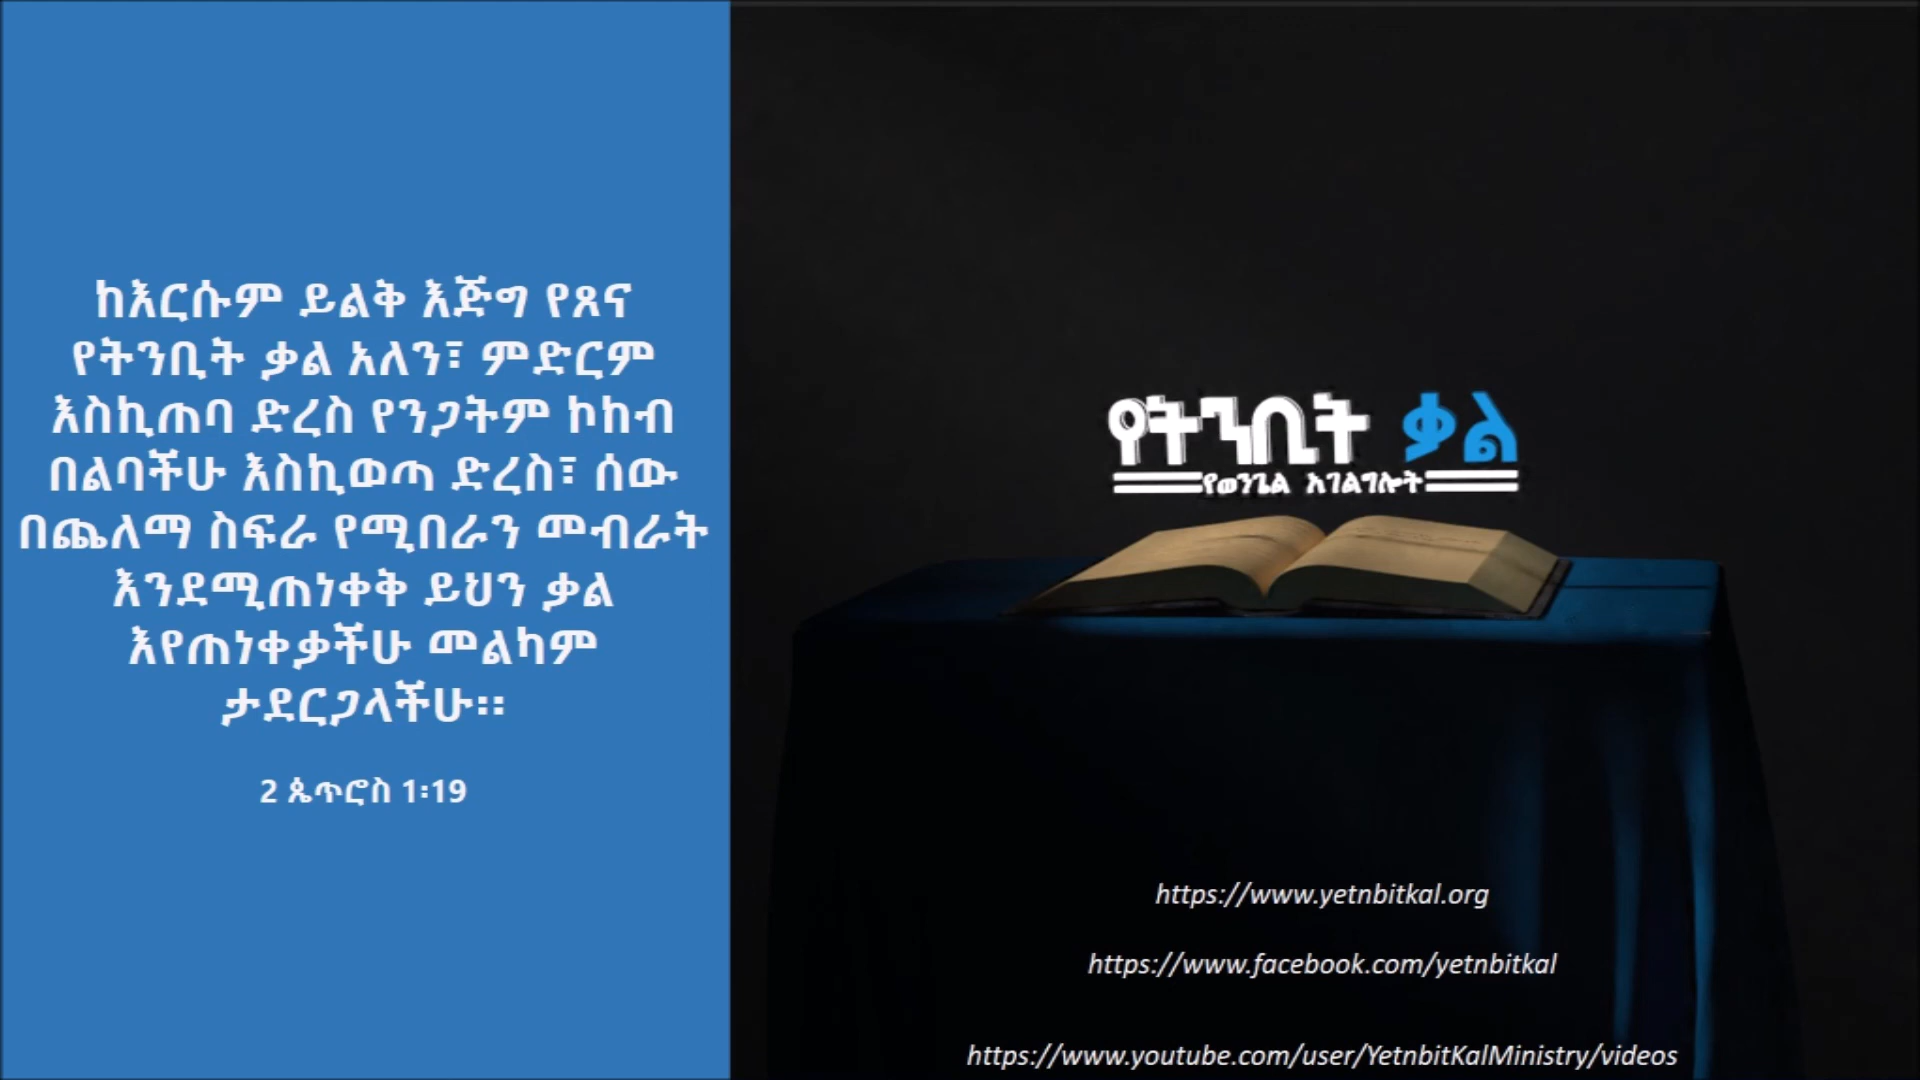 ከእርሱም ይልቅ እጅግ የጸና
የትንቢት ቃል አለን፣ ምድርም
እስኪጠባ ድረስ የንጋትም ኮከብ
በልባችሁ እስኪወጣ ድረስ፣ ሰው
በጨለማ ስፍራ የሚበራን መብራት
እንደሚጠነቀቅ ይህን ቃል
እየጠነቀቃችሁ መልካም
ታደርጋላችሁ።
2 ጴጥሮስ 1፡19
የትንቢት ቃል
የወንጌል አገልግሎት
https://www.yetnbitkal.org
https://www.facebook.com/yetnbitkal
https://www.youtube.com/user/YetnbitKalMinistry/videos